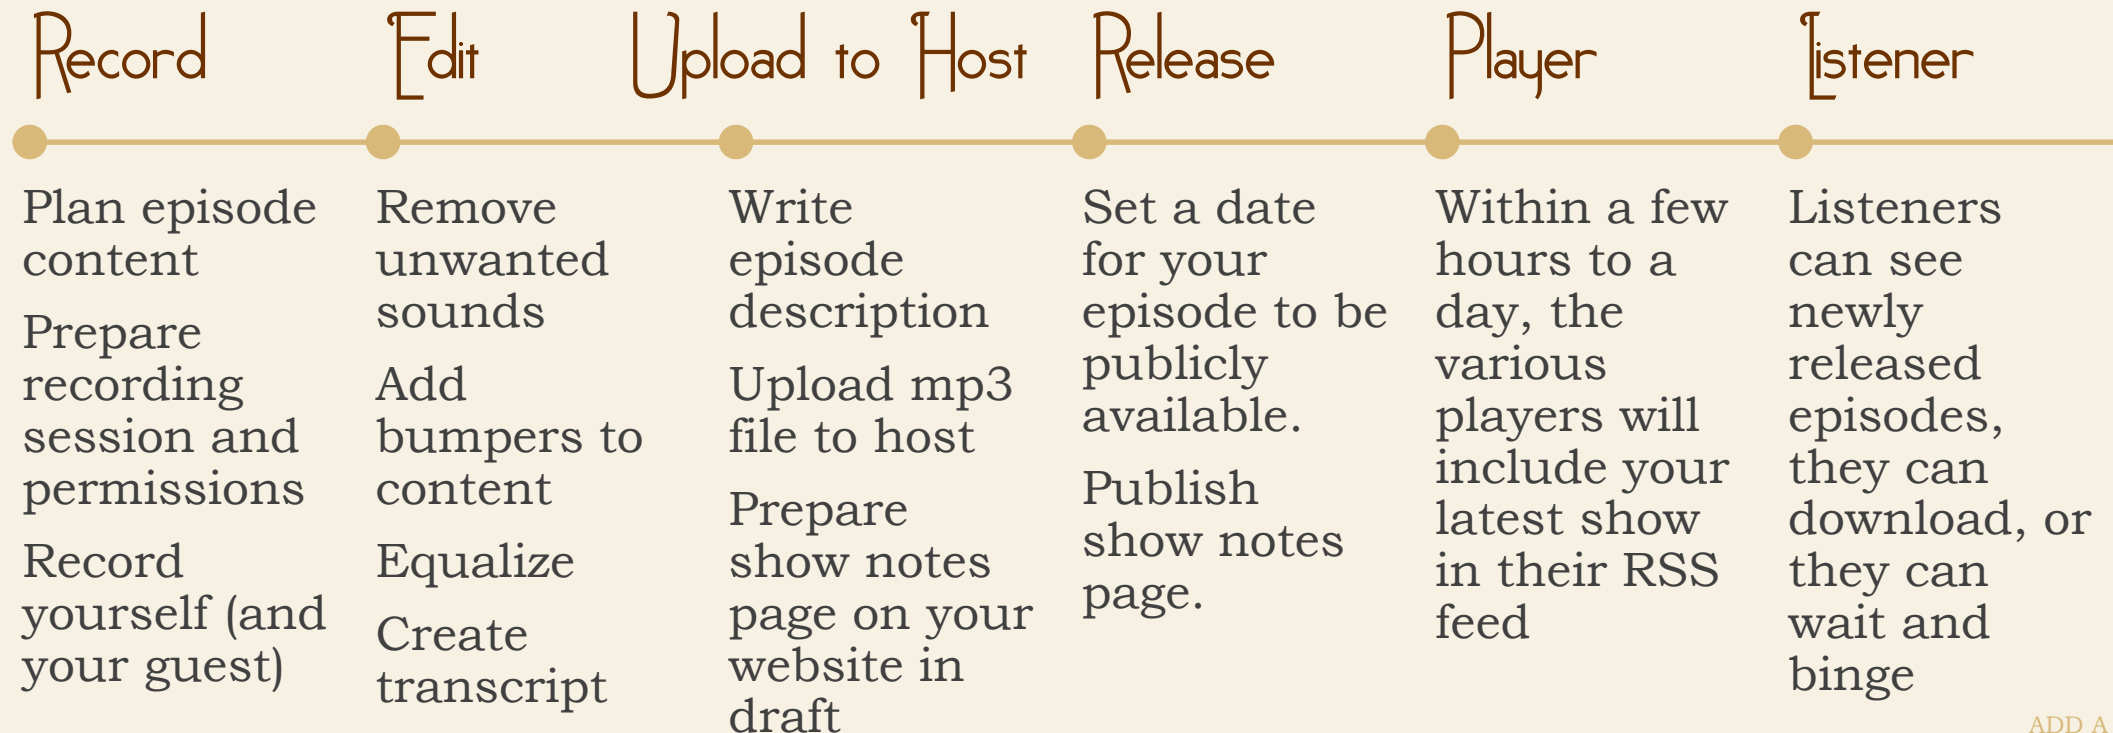 Record
Edit
Upload to Host
Release
Player
Listener
Plan episode
content
Prepare
recording
session and
permissions
Record
yourself (and
your guest)
Remove
unwanted
sounds
Add
bumpers to
content
Equalize
Create
transcript
Write
episode
description
Upload mp3
file to host
Prepare
show notes
page on your
website in
draft
Set a date
for your
episode to be
publicly
available.
Publish
show notes
page.
Within a few
hours to a
day, the
various
players will
include your
latest show
in their RSS
feed
Listeners
can see
newly
released
episodes,
they can
download, or
they can
wait and
binge
ADD A